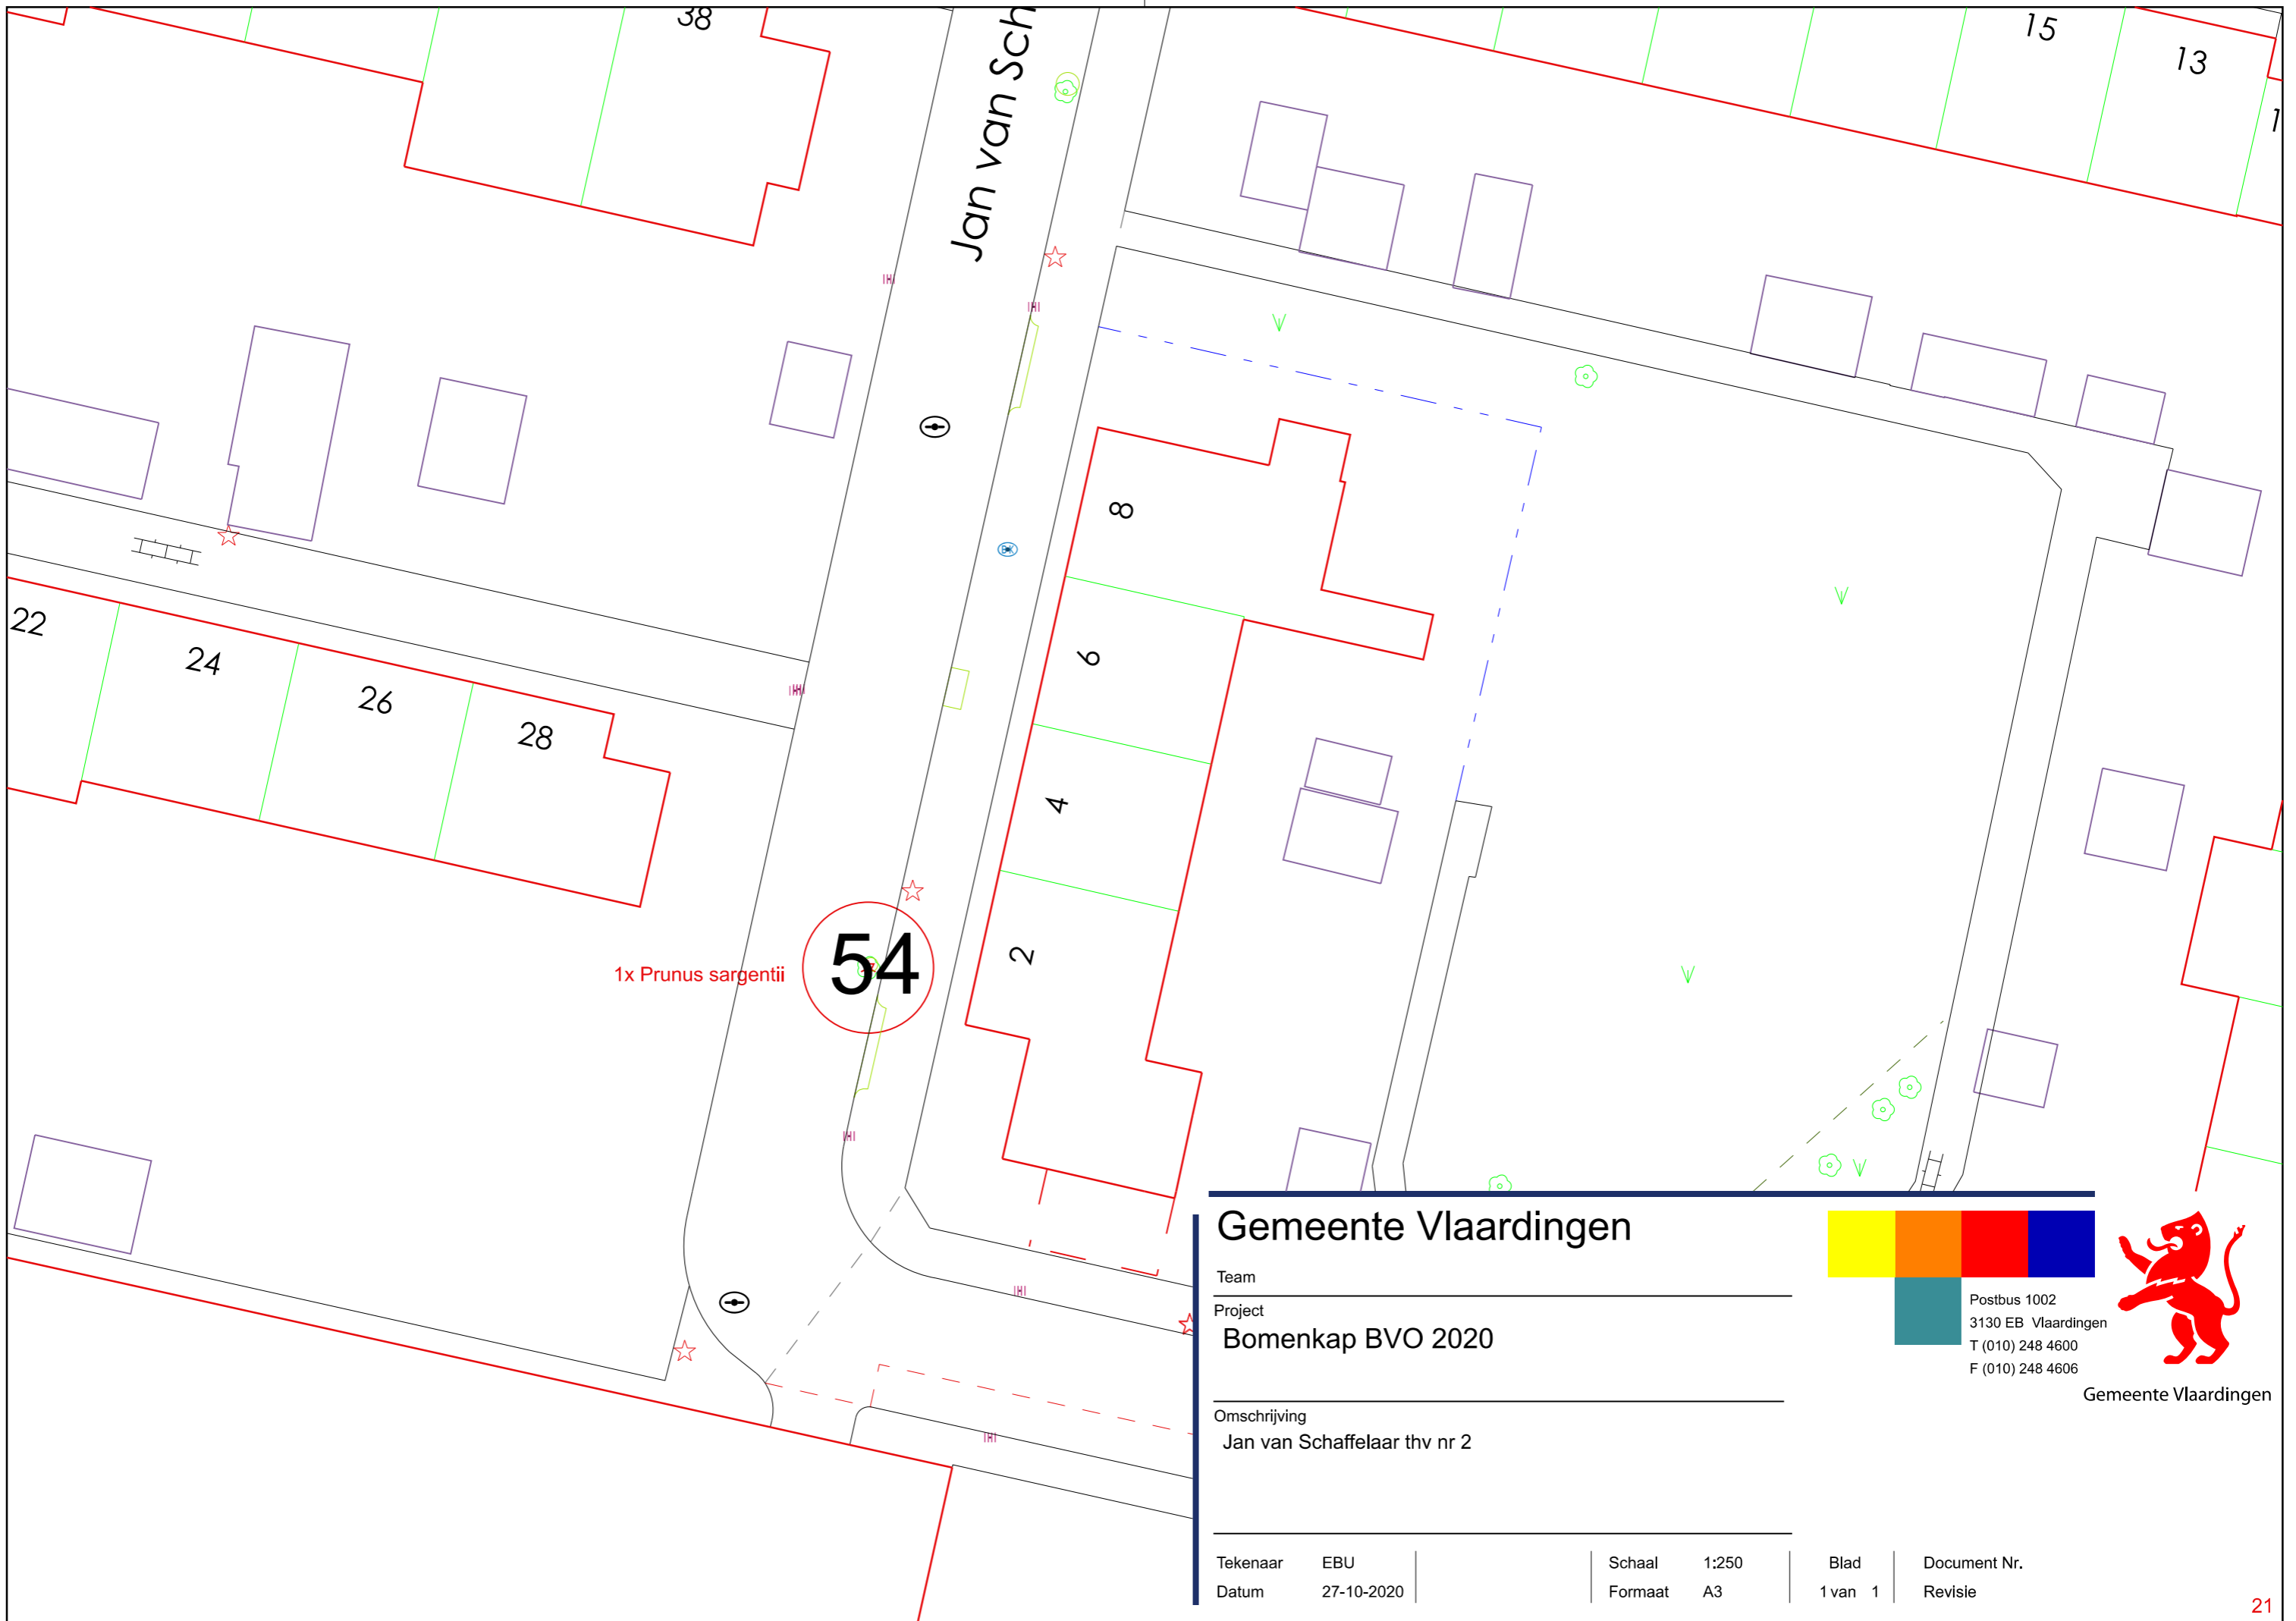 38
Jan van Sch
15
13
1
8
BK
22
24
26
28
6
4
2
54
1x Prunus sargentii
Gemeente Vlaardingen
Team
Project
Bomenkap BVO 2020
Postbus 1002
3130 EB Vlaardingen
T (010) 248 4600
F (010) 248 4606
Gemeente Vlaardingen
Omschrijving
Jan van Schaffelaar thv nr 2
Tekenaar EBU Schaal 1:250 Blad Document Nr.
Datum 27-10-2020 Formaat A3 1 van 1 Revisie
21